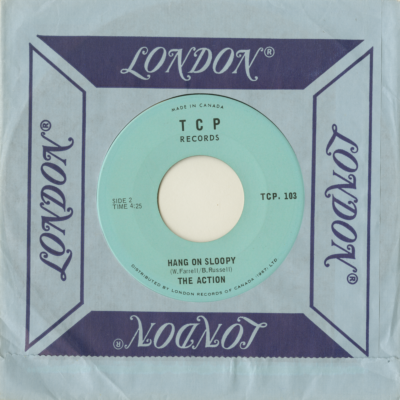 LONDON®
LONDON®
LONDON®
LONDON®
MADE IN CANADA
T C P
RECORDS
SIDE 2
TIME 4:25
TCP. 103
HANG ON SLOOPY
(W. Farrell/B. Russell)
THE ACTION
DISTRIBUTED BY LONDON RECORDS OF CANADA (1967) LTD.